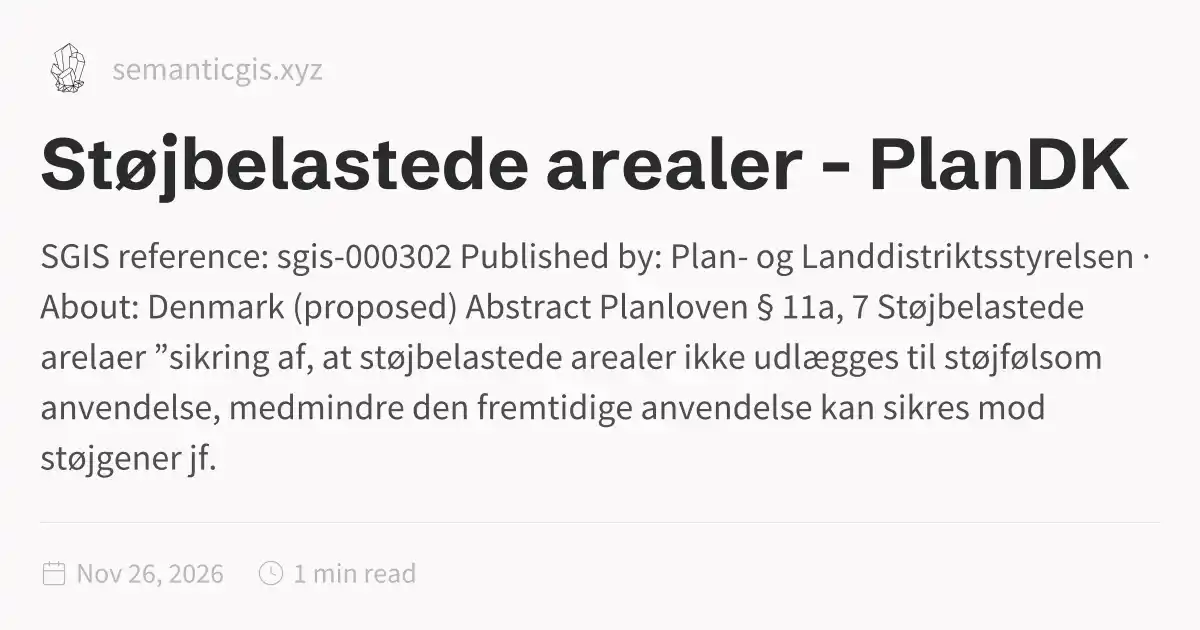 semanticgis.xyz
Støjbelastede arealer - PlanDK
SGIS reference: sgis-000302 Published by: Plan- og Landdistriktsstyrelsen ·
About: Denmark (proposed) Abstract Planloven § 11a, 7 Støjbelastede
arelaer ”sikring af, at støjbelastede arealer ikke udlægges til støjfølsom
anvendelse, medmindre den fremtidige anvendelse kan sikres mod
støjgener jf.
Nov 26, 2026 1 min read